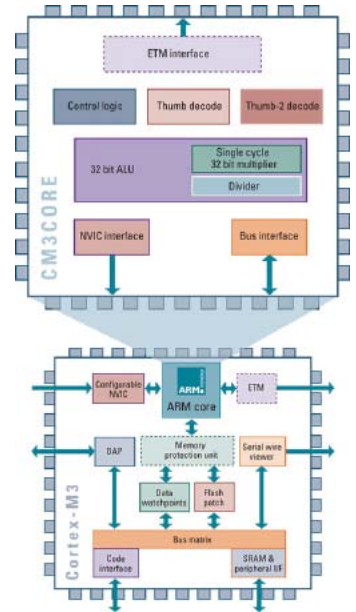 ETM interface
Control logic
Thumb decode
Thumb-2 decode
32 bit ALU
Single cycle
32 bit multiplier
Divider
NVIC interface
Bus interface
CM3CORE
Configurable
NVIC
ARM
ARM core
ETM
DAP
Memory
protection unit
Serial wire
viewer
Data
watchpoints
Flash
patch
Bus matrix
Code
interface
SRAM &
peripheral I/F
Cortex-M3